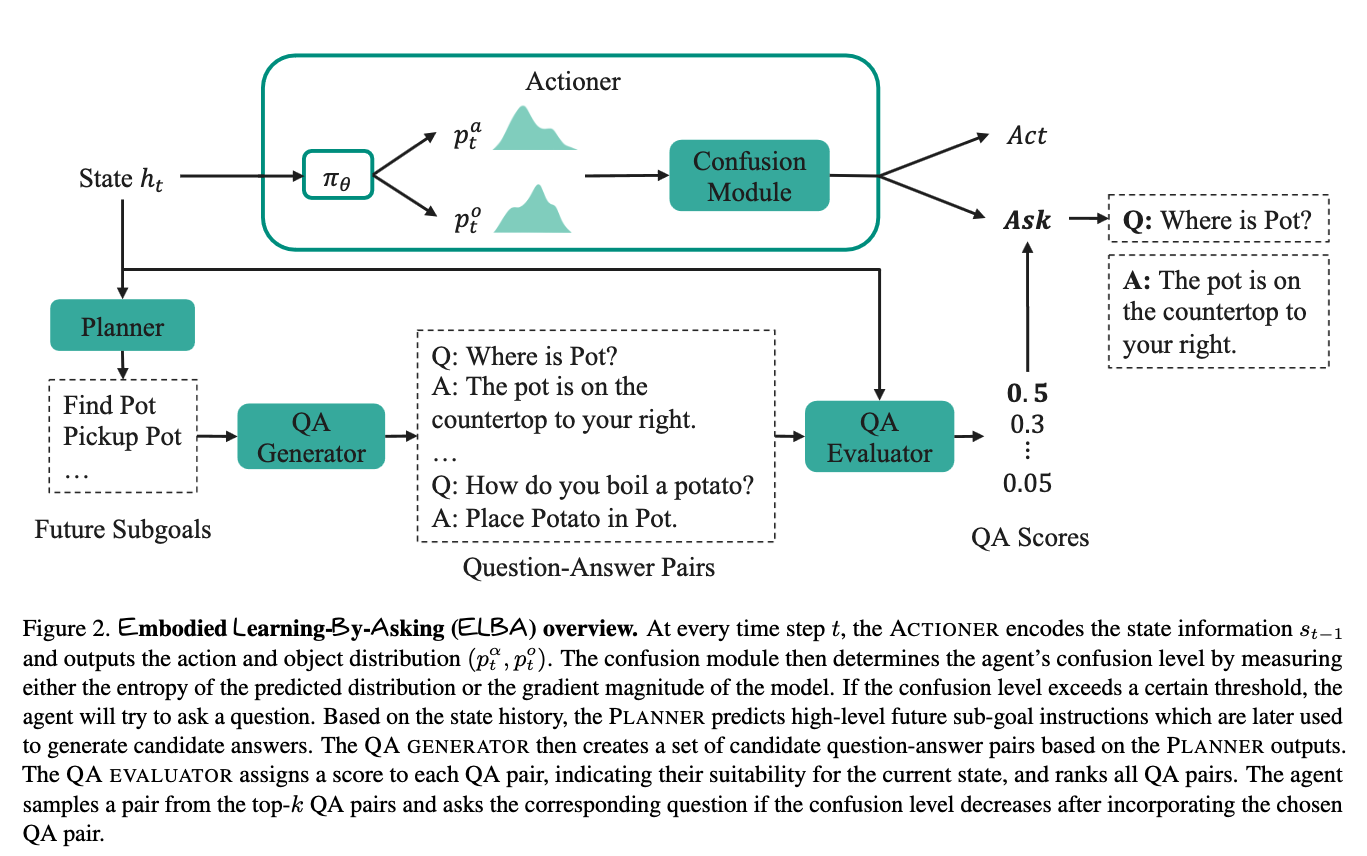 Actioner
State hₜ
π_θ
pₜᵃ
pₜᵒ
Confusion
Module
Act
Ask
Q: Where is Pot?
A: The pot is on
the countertop to
your right.
Planner
Find Pot
Pickup Pot
...
Future Subgoals
QA
Generator
Q: Where is Pot?
A: The pot is on the
countertop to your right.
...
Q: How do you boil a potato?
A: Place Potato in Pot.
Question-Answer Pairs
QA
Evaluator
0.5
0.3
⋮
0.05
QA Scores
Figure 2. Embodied Learning-By-Asking (ELBA) overview. At every time step t, the ACTIONER encodes the state information sₜ₋₁
and outputs the action and object distribution (pₜᵅ, pₜᵒ). The confusion module then determines the agent's confusion level by measuring
either the entropy of the predicted distribution or the gradient magnitude of the model. If the confusion level exceeds a certain threshold, the
agent will try to ask a question. Based on the state history, the PLANNER predicts high-level future sub-goal instructions which are later used
to generate candidate answers. The QA GENERATOR then creates a set of candidate question-answer pairs based on the PLANNER outputs.
The QA EVALUATOR assigns a score to each QA pair, indicating their suitability for the current state, and ranks all QA pairs. The agent
samples a pair from the top-k QA pairs and asks the corresponding question if the confusion level decreases after incorporating the chosen
QA pair.